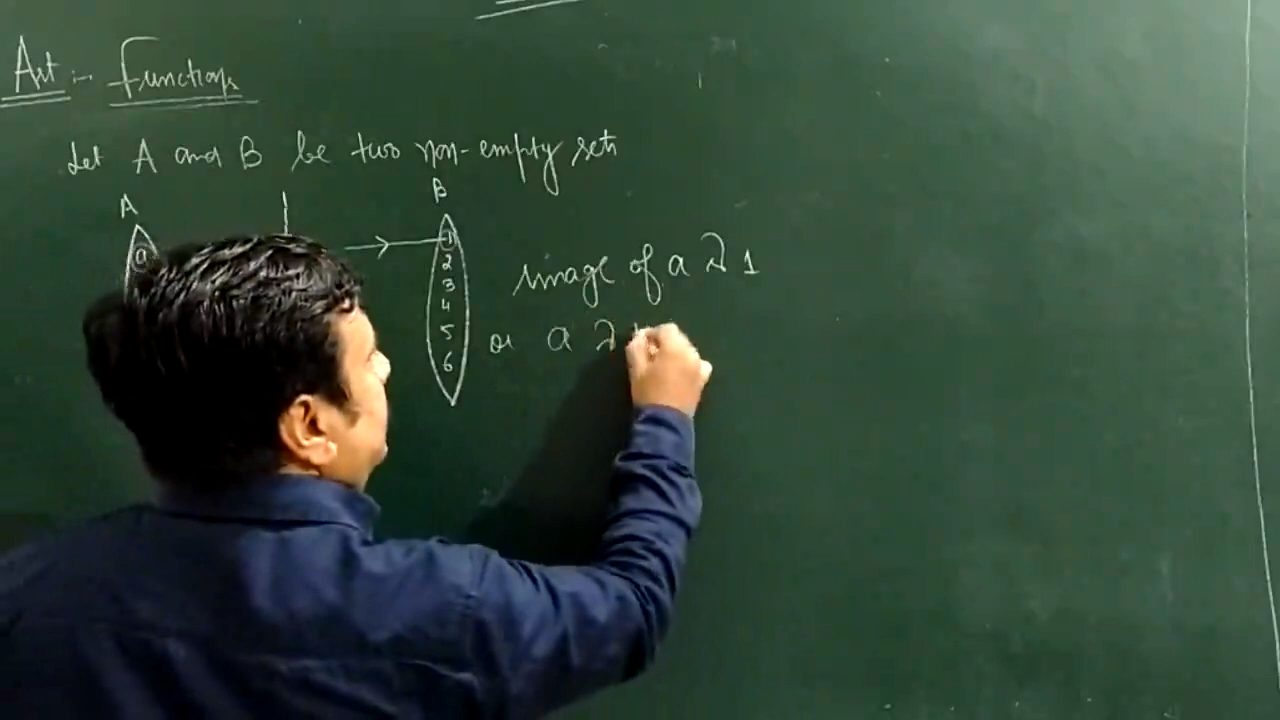 Art :- Functions
Let A and B be two non-empty sets
A
B
a
1
2
3
4
5
6
image of a is 1
or a is